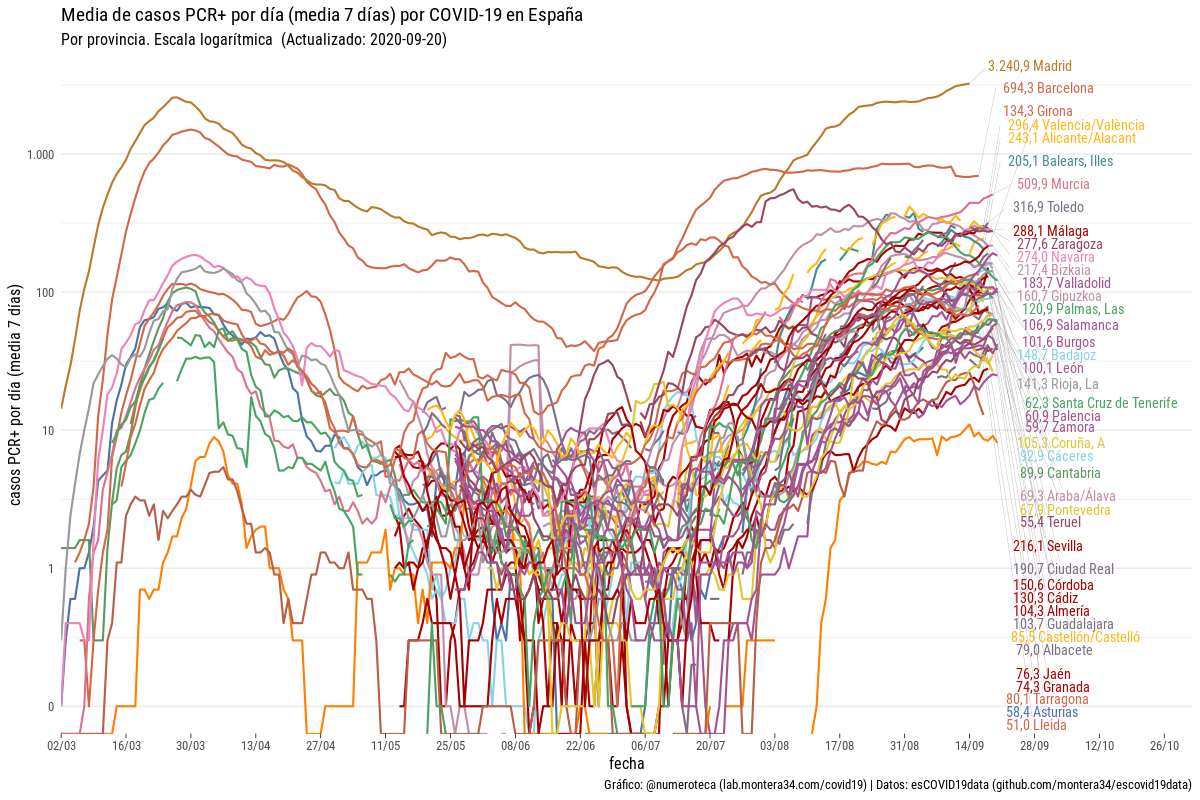 Media de casos PCR+ por día (media 7 días) por COVID-19 en España
Por provincia. Escala logarítmica  (Actualizado: 2020-09-20)
3.240,9 Madrid
694,3 Barcelona
134,3 Girona
296,4 Valencia/València
243,1 Alicante/Alacant
205,1 Balears, Illes
509,9 Murcia
316,9 Toledo
288,1 Málaga
277,6 Zaragoza
274,0 Navarra
217,4 Bizkaia
183,7 Valladolid
160,7 Gipuzkoa
120,9 Palmas, Las
106,9 Salamanca
101,6 Burgos
148,7 Badajoz
100,1 León
141,3 Rioja, La
62,3 Santa Cruz de Tenerife
60,9 Palencia
59,7 Zamora
105,3 Coruña, A
92,9 Cáceres
89,9 Cantabria
69,3 Araba/Álava
67,9 Pontevedra
55,4 Teruel
216,1 Sevilla
190,7 Ciudad Real
150,6 Córdoba
130,3 Cádiz
104,3 Almería
103,7 Guadalajara
85,5 Castellón/Castelló
79,0 Albacete
76,3 Jaén
74,3 Granada
80,1 Tarragona
58,4 Asturias
51,0 Lleida
casos PCR+ por día (media 7 días)
1.000
100
10
1
0
02/03 16/03 30/03 13/04 27/04 11/05 25/05 08/06 22/06 06/07 20/07 03/08 17/08 31/08 14/09 28/09 12/10 26/10
fecha
Gráfico: @numeroteca (lab.montera34.com/covid19) | Datos: esCOVID19data (github.com/montera34/escovid19data)